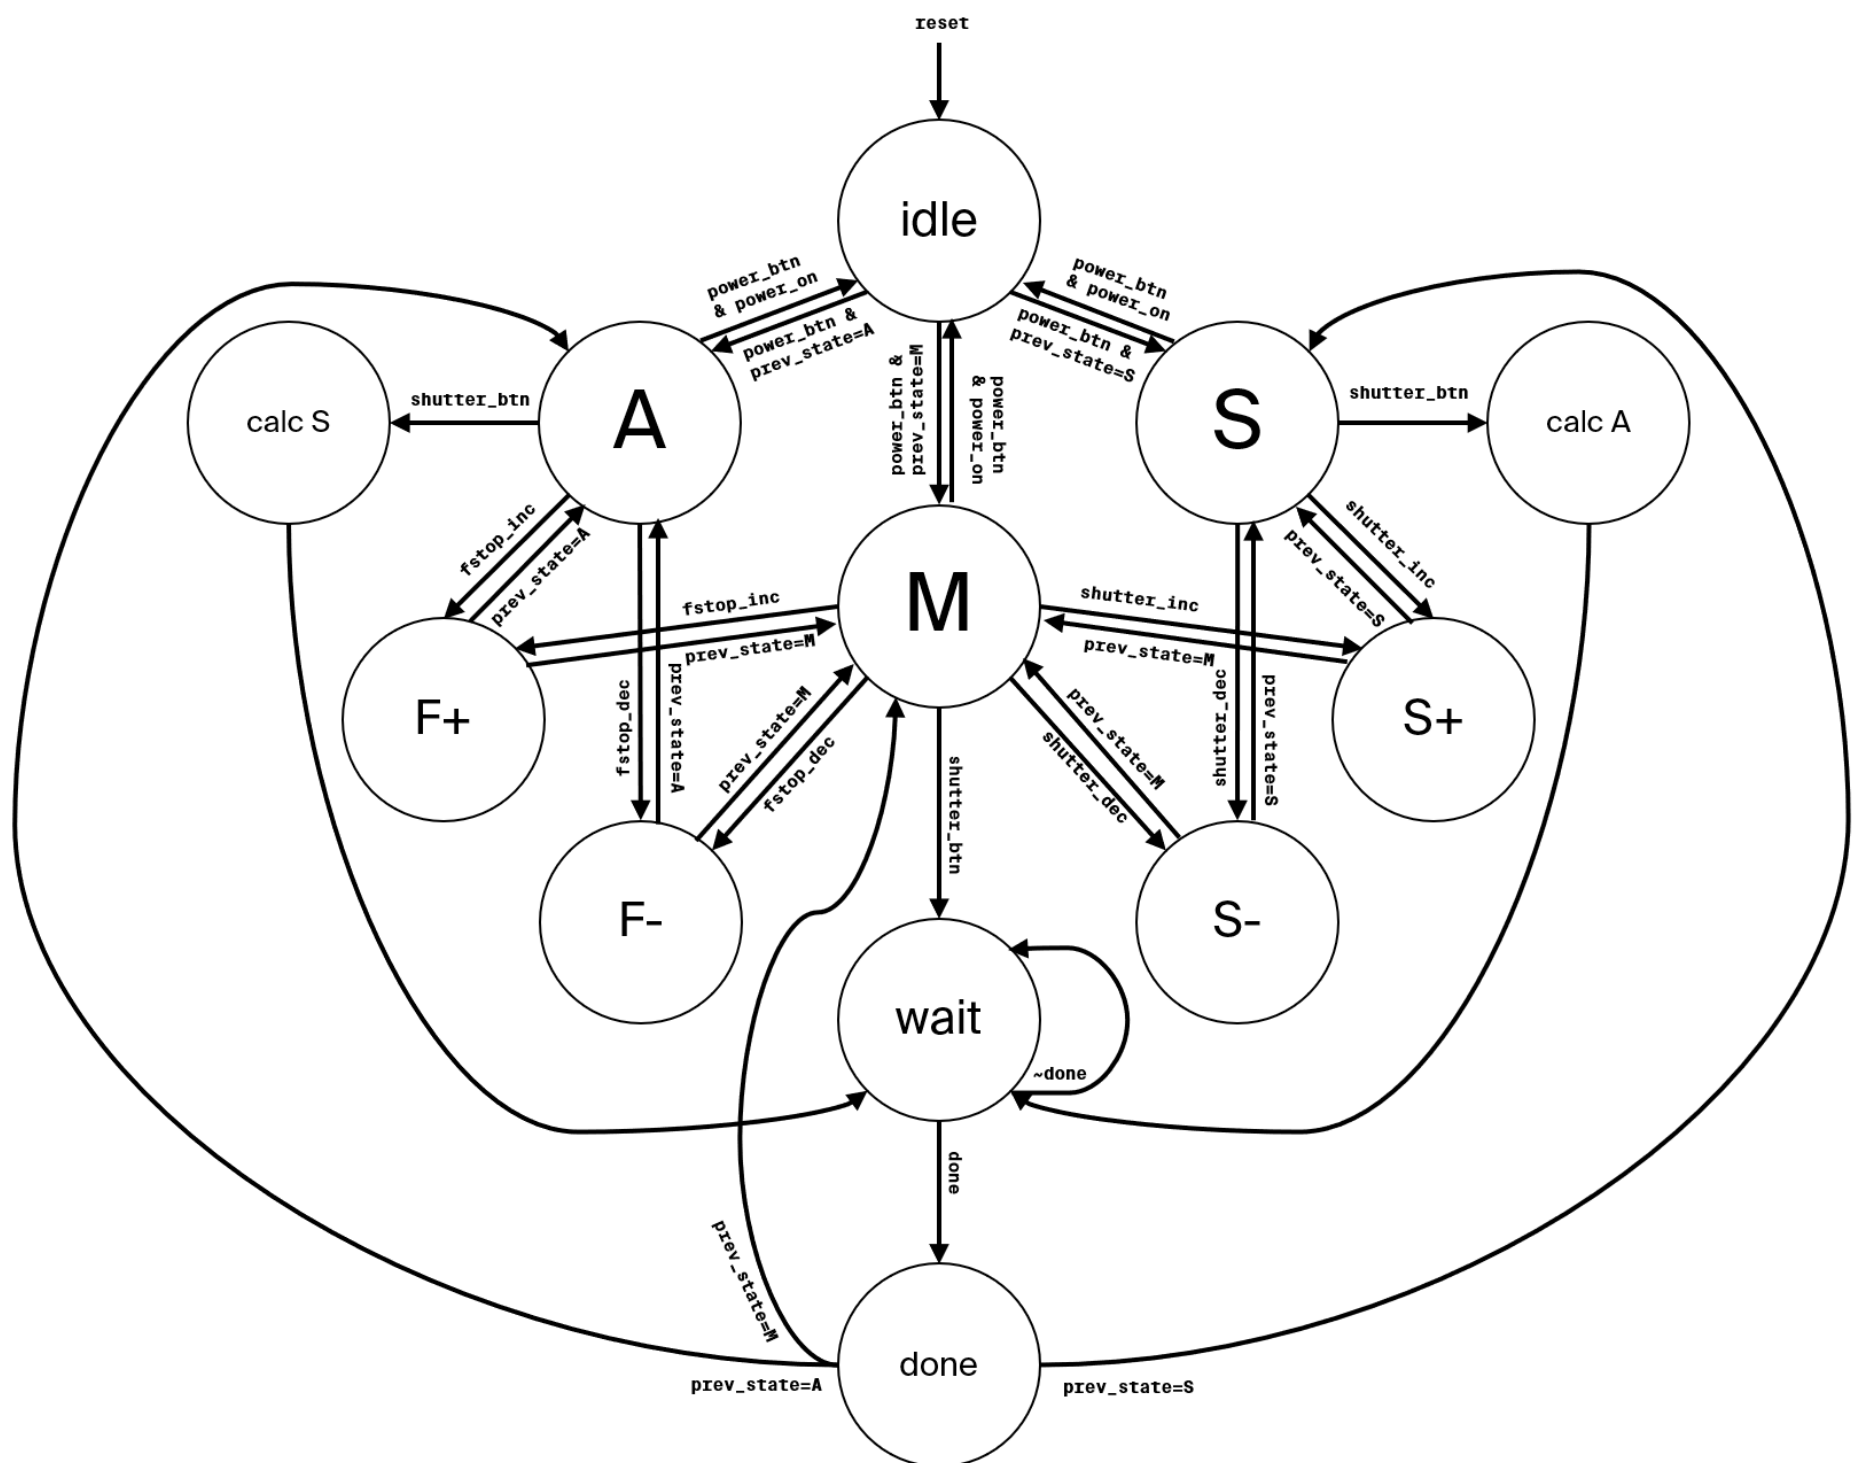 reset
idle
power_btn
& power_on
power_btn &
prev_state=A
power_btn
& power_on
power_btn &
prev_state=S
power_btn &
prev_state=M
power_btn
& power_on
calc S
shutter_btn
A
S
shutter_btn
calc A
fstop_inc
prev_state=A
shutter_inc
prev_state=S
M
fstop_inc
prev_state=M
shutter_inc
prev_state=M
F+
fstop_dec
prev_state=A
prev_state=M
fstop_dec
shutter_btn
prev_state=M
shutter_dec
shutter_dec
prev_state=S
S+
F-
S-
wait
~done
done
prev_state=M
done
prev_state=A
prev_state=S